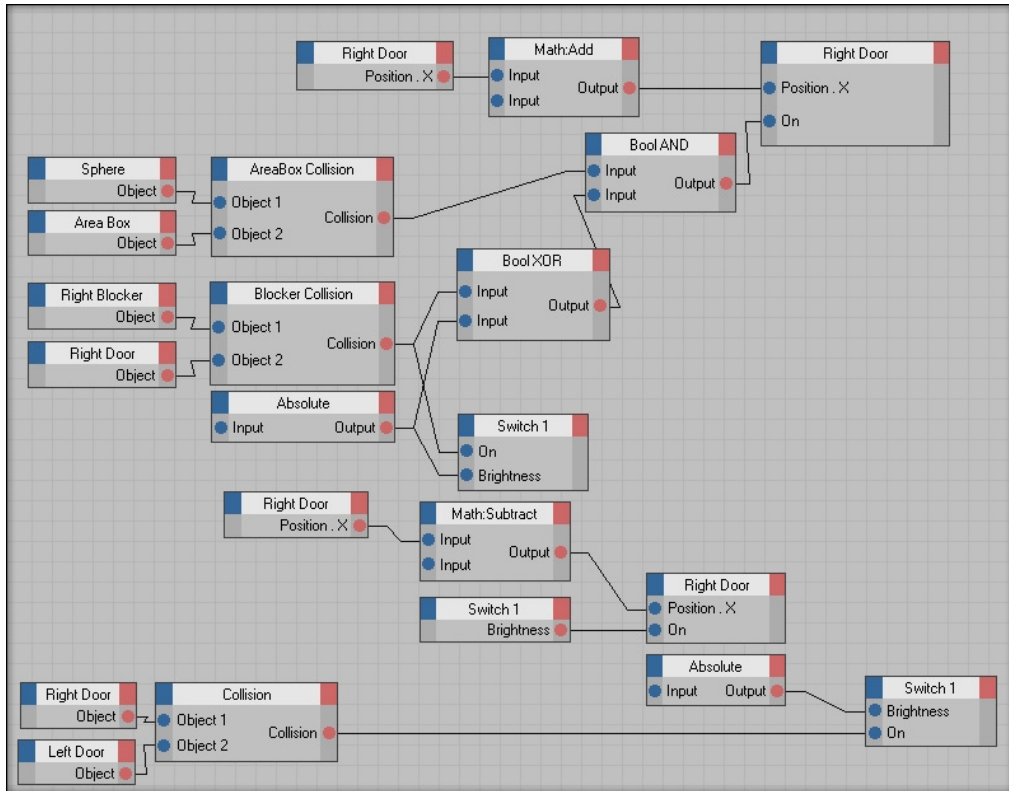 Right Door
Position . X
Math:Add
Input
Input
Output
Right Door
Position . X
On
Bool AND
Input
Input
Output
Sphere
Object
Area Box
Object
AreaBox Collision
Object 1
Object 2
Collision
Bool XOR
Input
Input
Output
Right Blocker
Object
Right Door
Object
Blocker Collision
Object 1
Object 2
Collision
Absolute
Input Output
Switch 1
On
Brightness
Right Door
Position . X
Math:Subtract
Input
Input
Output
Right Door
Position . X
On
Switch 1
Brightness
Absolute
Input Output
Switch 1
Brightness
On
Right Door
Object
Left Door
Object
Collision
Object 1
Object 2
Collision